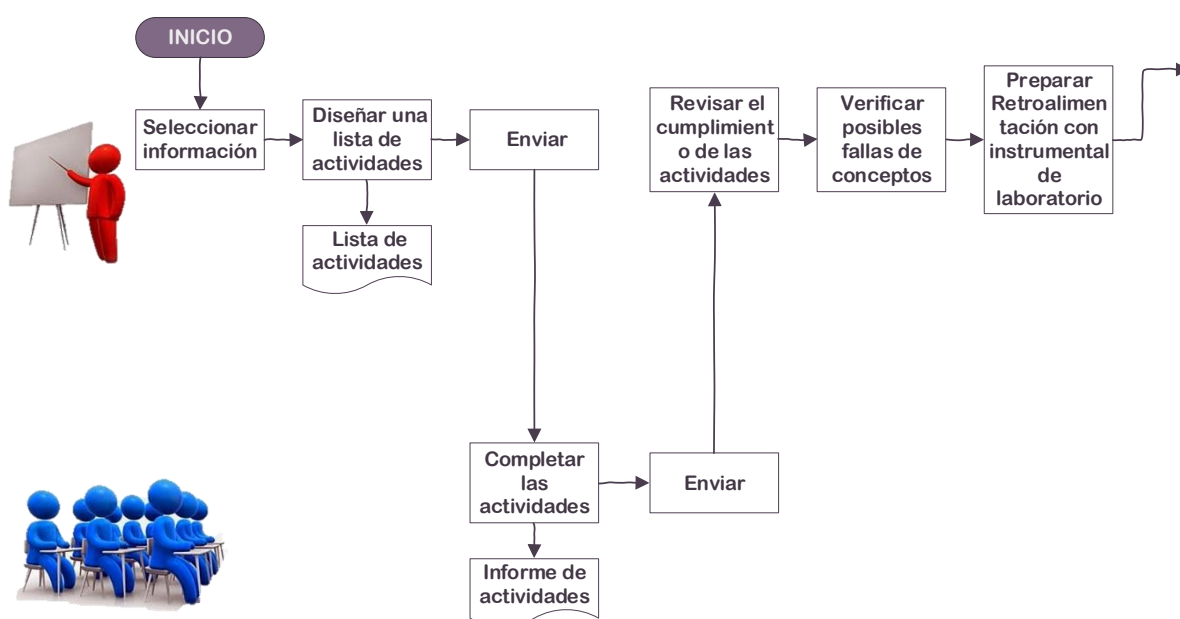 INICIO
Seleccionar
información
Diseñar una
lista de
actividades
Lista de
actividades
Enviar
Completar
las
actividades
Informe de
actividades
Enviar
Revisar el
cumplimient
o de las
actividades
Verificar
posibles
fallas de
conceptos
Preparar
Retroalimen
tación con
instrumental
de
laboratorio